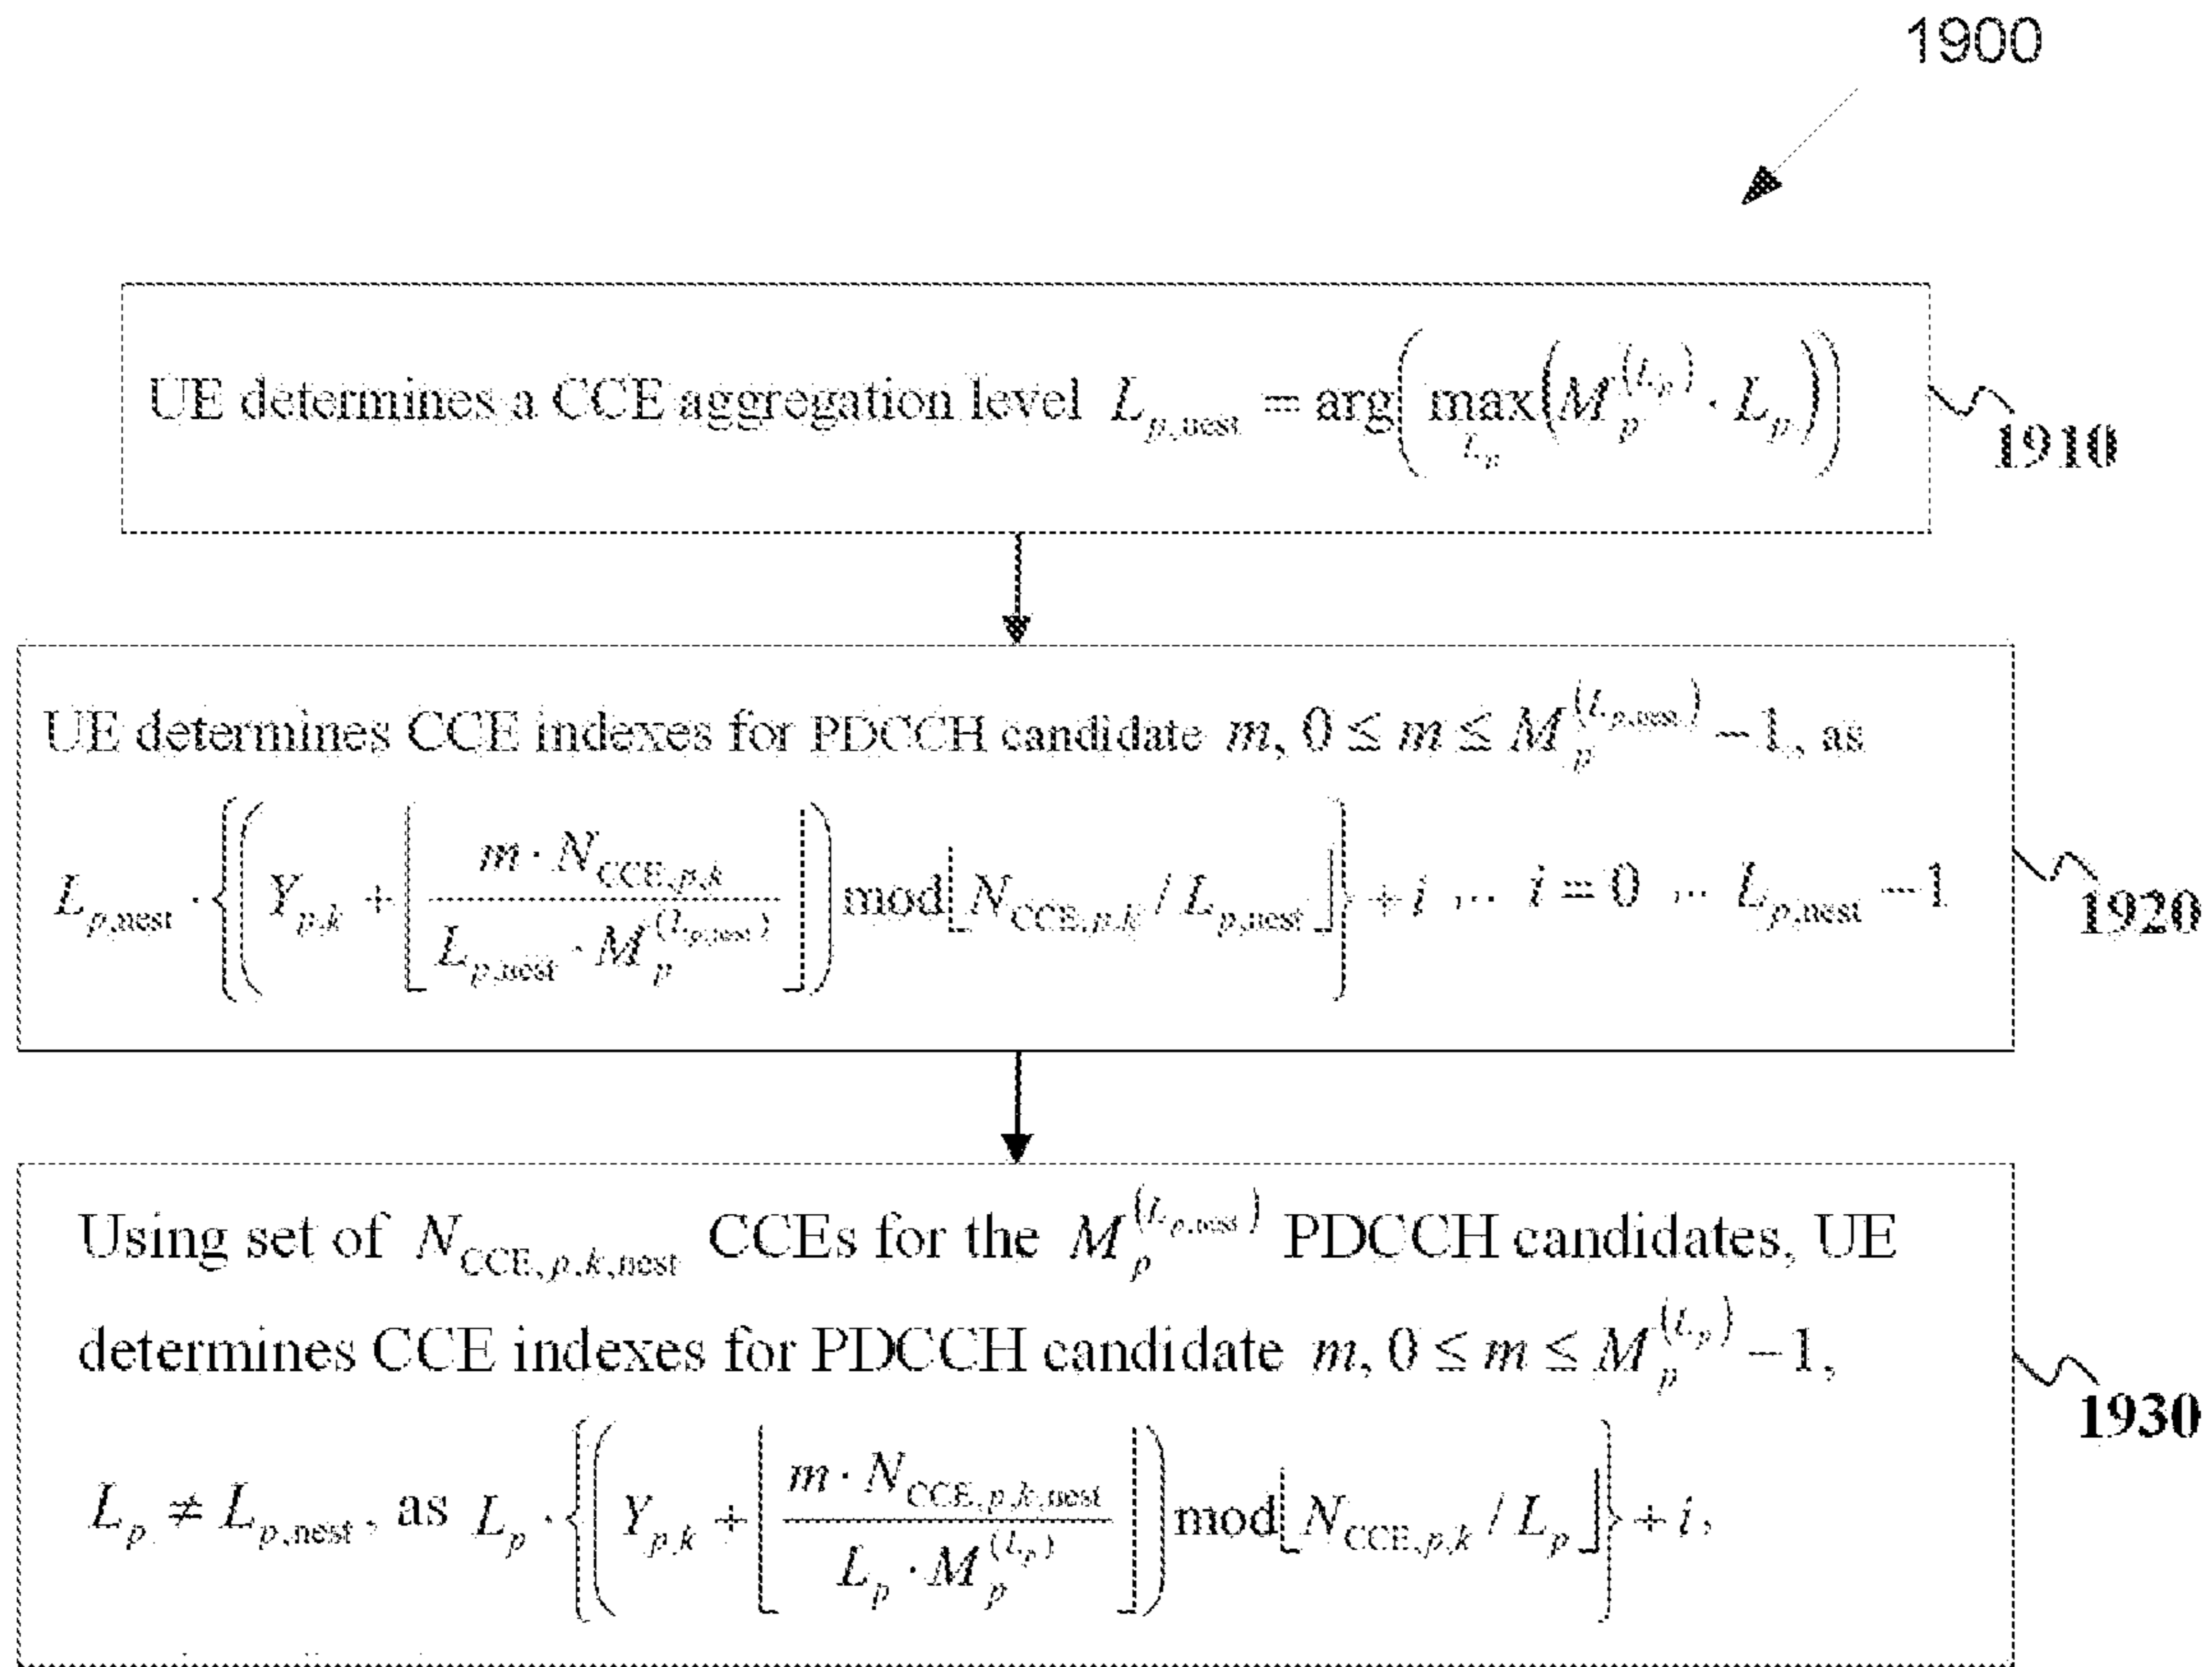 1900
UE determines a CCE aggregation level L_{p,nest} = arg( max_{L_p} ( M_p^{(L_p)} · L_p ) )
1910
UE determines CCE indexes for PDCCH candidate m, 0 ≤ m ≤ M_p^{(L_{p,nest})} −1, as
L_{p,nest} · { ( Y_{p,k} + ⌊ m · N_{CCE,p,k} / L_{p,nest} · M_p^{(L_{p,nest})} ⌋ ) mod ⌊ N_{CCE,p,k} / L_{p,nest} ⌋ } + i ,.. i = 0 ,.. L_{p,nest} −1
1920
Using set of N_{CCE,p,k,nest} CCEs for the M_p^{(L_{p,nest})} PDCCH candidates, UE
determines CCE indexes for PDCCH candidate m, 0 ≤ m ≤ M_p^{(L_p)} −1,
1930
L_p ≠ L_{p,nest}, as L_p · { ( Y_{p,k} + ⌊ m · N_{CCE,p,k,nest} / L_p · M_p^{(L_p)} ⌋ ) mod ⌊ N_{CCE,p,k} / L_p ⌋ } + i,